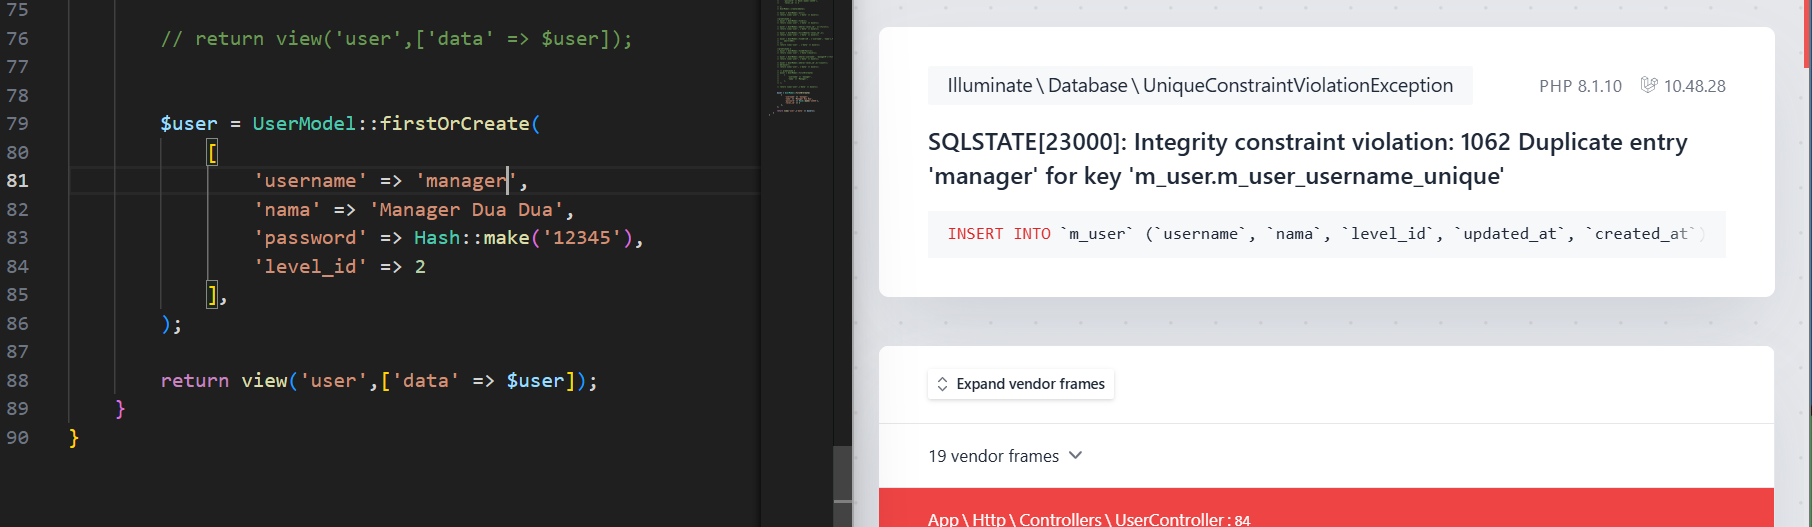 75
76 // return view('user',['data' => $user]);
77
78
79 $user = UserModel::firstOrCreate(
80 [
81 'username' => 'manager',
82 'nama' => 'Manager Dua Dua',
83 'password' => Hash::make('12345'),
84 'level_id' => 2
85 ],
86 );
87
88 return view('user',['data' => $user]);
89 }
90 }
Illuminate \ Database \ UniqueConstraintViolationException
PHP 8.1.10 10.48.28
SQLSTATE[23000]: Integrity constraint violation: 1062 Duplicate entry
'manager' for key 'm_user.m_user_username_unique'
INSERT INTO `m_user` (`username`, `nama`, `level_id`, `updated_at`, `created_at`)
Expand vendor frames
19 vendor frames
App \ Http \ Controllers \ UserController : 84